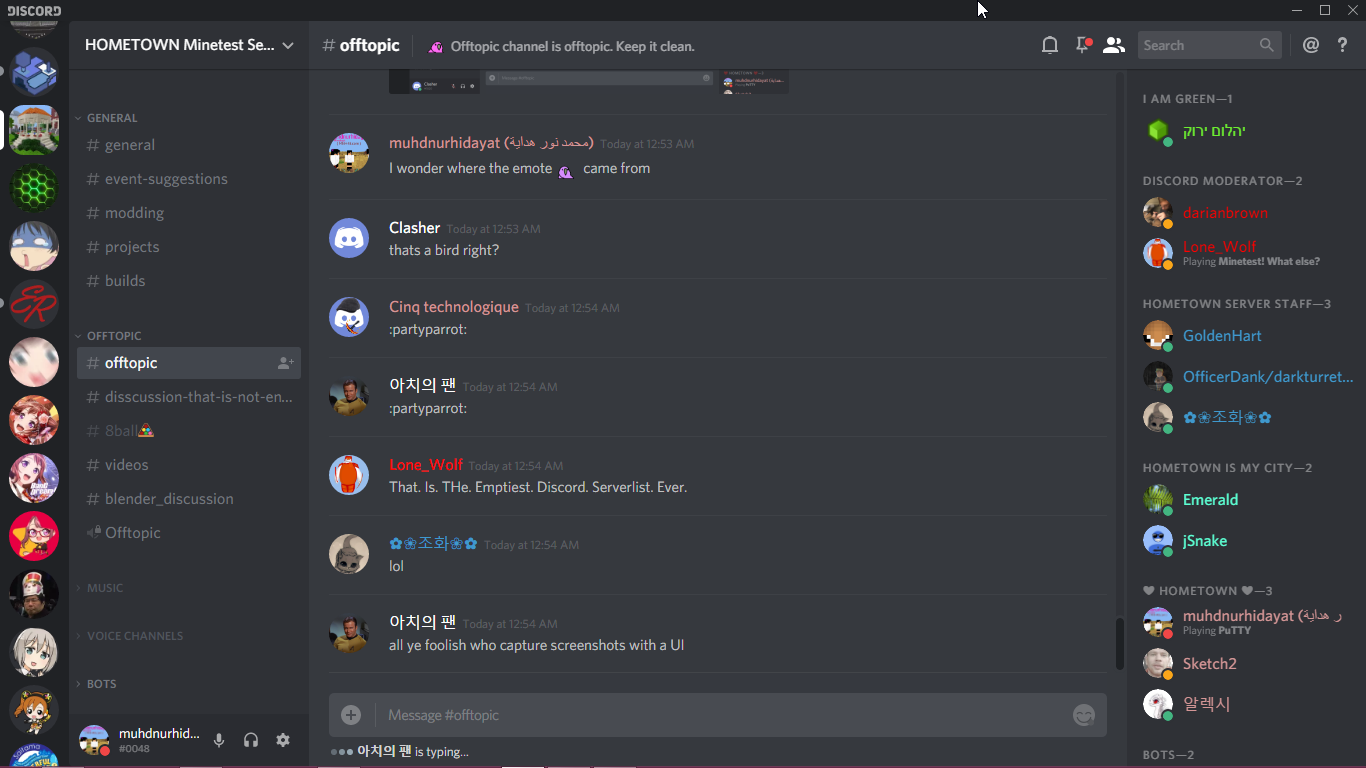 DISCORD
HOMETOWN Minetest Se...
# offtopic
Offtopic channel is offtopic. Keep it clean.
Search
GENERAL
# general
# event-suggestions
# modding
# projects
# builds
OFFTOPIC
# offtopic
# disscussion-that-is-not-en...
# 8ball
# videos
# blender_discussion
Offtopic
MUSIC
VOICE CHANNELS
BOTS
muhdnurhid...
#0048
muhdnurhidayat (محمد نور هداية) Today at 12:53 AM
I wonder where the emote came from
Clasher Today at 12:53 AM
thats a bird right?
Cinq technologique Today at 12:54 AM
:partyparrot:
아치의 팬 Today at 12:54 AM
:partyparrot:
Lone_Wolf Today at 12:54 AM
That. Is. THe. Emptiest. Discord. Serverlist. Ever.
✿❀조화❀✿ Today at 12:54 AM
lol
아치의 팬 Today at 12:54 AM
all ye foolish who capture screenshots with a UI
Message #offtopic
아치의 팬 is typing...
I AM GREEN—1
יהלום ירוק
DISCORD MODERATOR—2
darianbrown
Lone_Wolf
Playing Minetest! What else?
HOMETOWN SERVER STAFF—3
GoldenHart
OfficerDank/darkturret...
✿❀조화❀✿
HOMETOWN IS MY CITY—2
Emerald
jSnake
♥ HOMETOWN ♥—3
muhdnurhidayat (ر هداية
Playing PuTTY
Sketch2
알렉시
BOTS—2